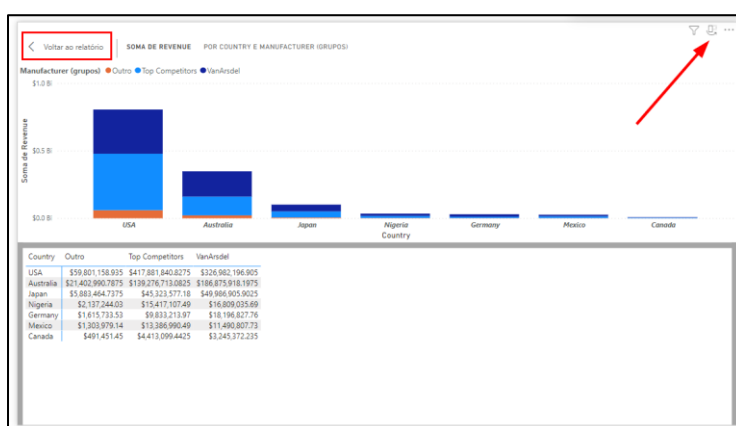 Voltar ao relatório
SOMA DE REVENUE
POR COUNTRY E MANUFACTURER (GRUPOS)
Manufacturer (grupos) Outro Top Competitors VanArsdel
$1.0 Bi
$0.5 Bi
$0.0 Bi
Soma de Revenue
USA Australia Japan Nigeria Germany Mexico Canada
Country
Country Outro Top Competitors VanArsdel
USA $59,801,158.935 $417,881,840.8275 $326,982,196.905
Australia $21,402,990.7875 $139,276,713.0825 $186,875,918.1975
Japan $5,883,464.7375 $45,323,577.18 $49,986,905.9025
Nigeria $2,137,244.03 $15,417,107.49 $16,809,035.69
Germany $1,615,733.53 $9,833,213.97 $18,196,827.76
Mexico $1,303,979.14 $13,386,990.49 $11,490,807.73
Canada $491,451.45 $4,413,099.4425 $3,245,372.235